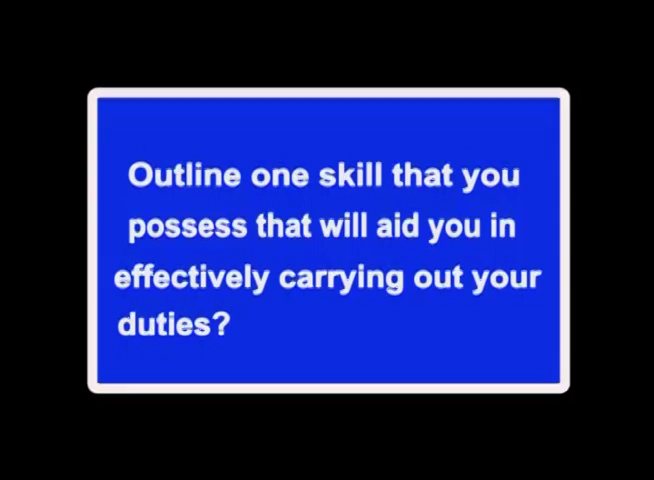 Outline one skill that you
possess that will aid you in
effectively carrying out your
duties?